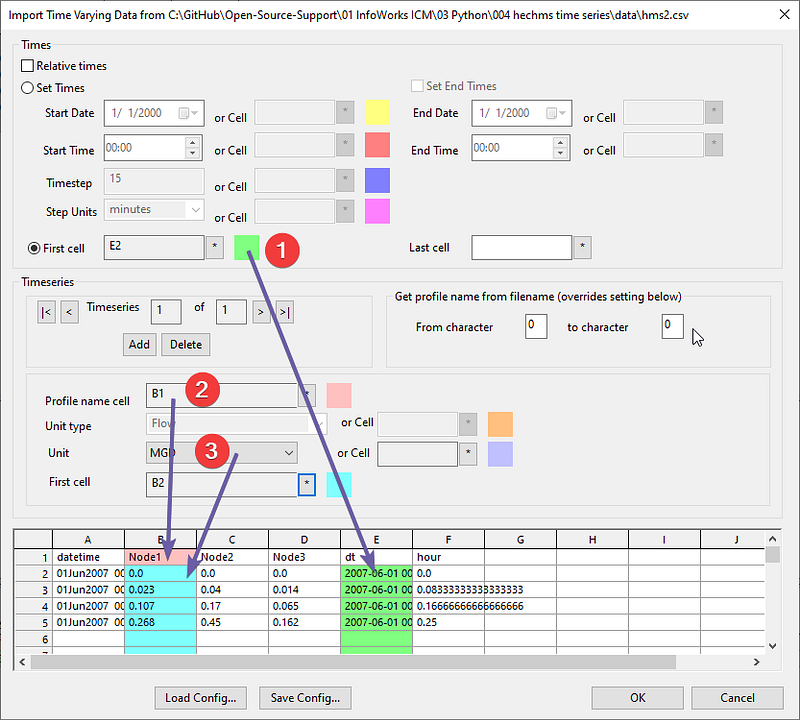 Import Time Varying Data from C:\GitHub\Open-Source-Support\01 InfoWorks ICM\03 Python\004 hechms time series\data\hms2.csv
Times
Relative times
Set Times
Set End Times
Start Date 1/ 1/2000 or Cell * End Date 1/ 1/2000 or Cell *
Start Time 00:00 or Cell * End Time 00:00 or Cell *
Timestep 15 or Cell *
Step Units minutes or Cell *
First cell E2 * 1 Last cell *
Timeseries
|< < Timeseries 1 of 1 > >|
Add Delete
Get profile name from filename (overrides setting below)
From character 0 to character 0
Profile name cell B1 2 *
Unit type Flow or Cell *
Unit MGD 3 or Cell *
First cell B2 *
A B C D E F G H I J
1 datetime Node1 Node2 Node3 dt hour
2 01Jun2007 00 0.0 0.0 0.0 2007-06-01 00 0.0
3 01Jun2007 00 0.023 0.04 0.014 2007-06-01 00 0.08333333333333333
4 01Jun2007 00 0.107 0.17 0.065 2007-06-01 00 0.16666666666666666
5 01Jun2007 00 0.268 0.45 0.162 2007-06-01 00 0.25
6
Load Config... Save Config... OK Cancel